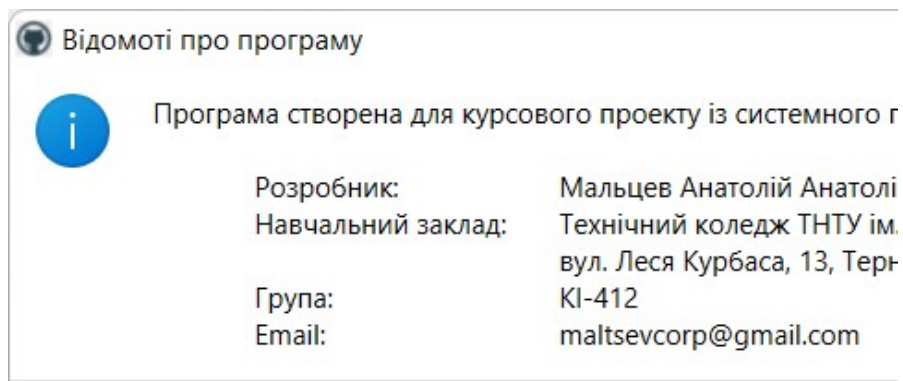 Відомоті про програму
Програма створена для курсового проекту із системного
Розробник: Мальцев Анатолій
Навчальний заклад: Технічний коледж ТНТУ ім.
вул. Леся Курбаса, 13,
Група: КІ-412
Email: maltsevcorp@gmail.com